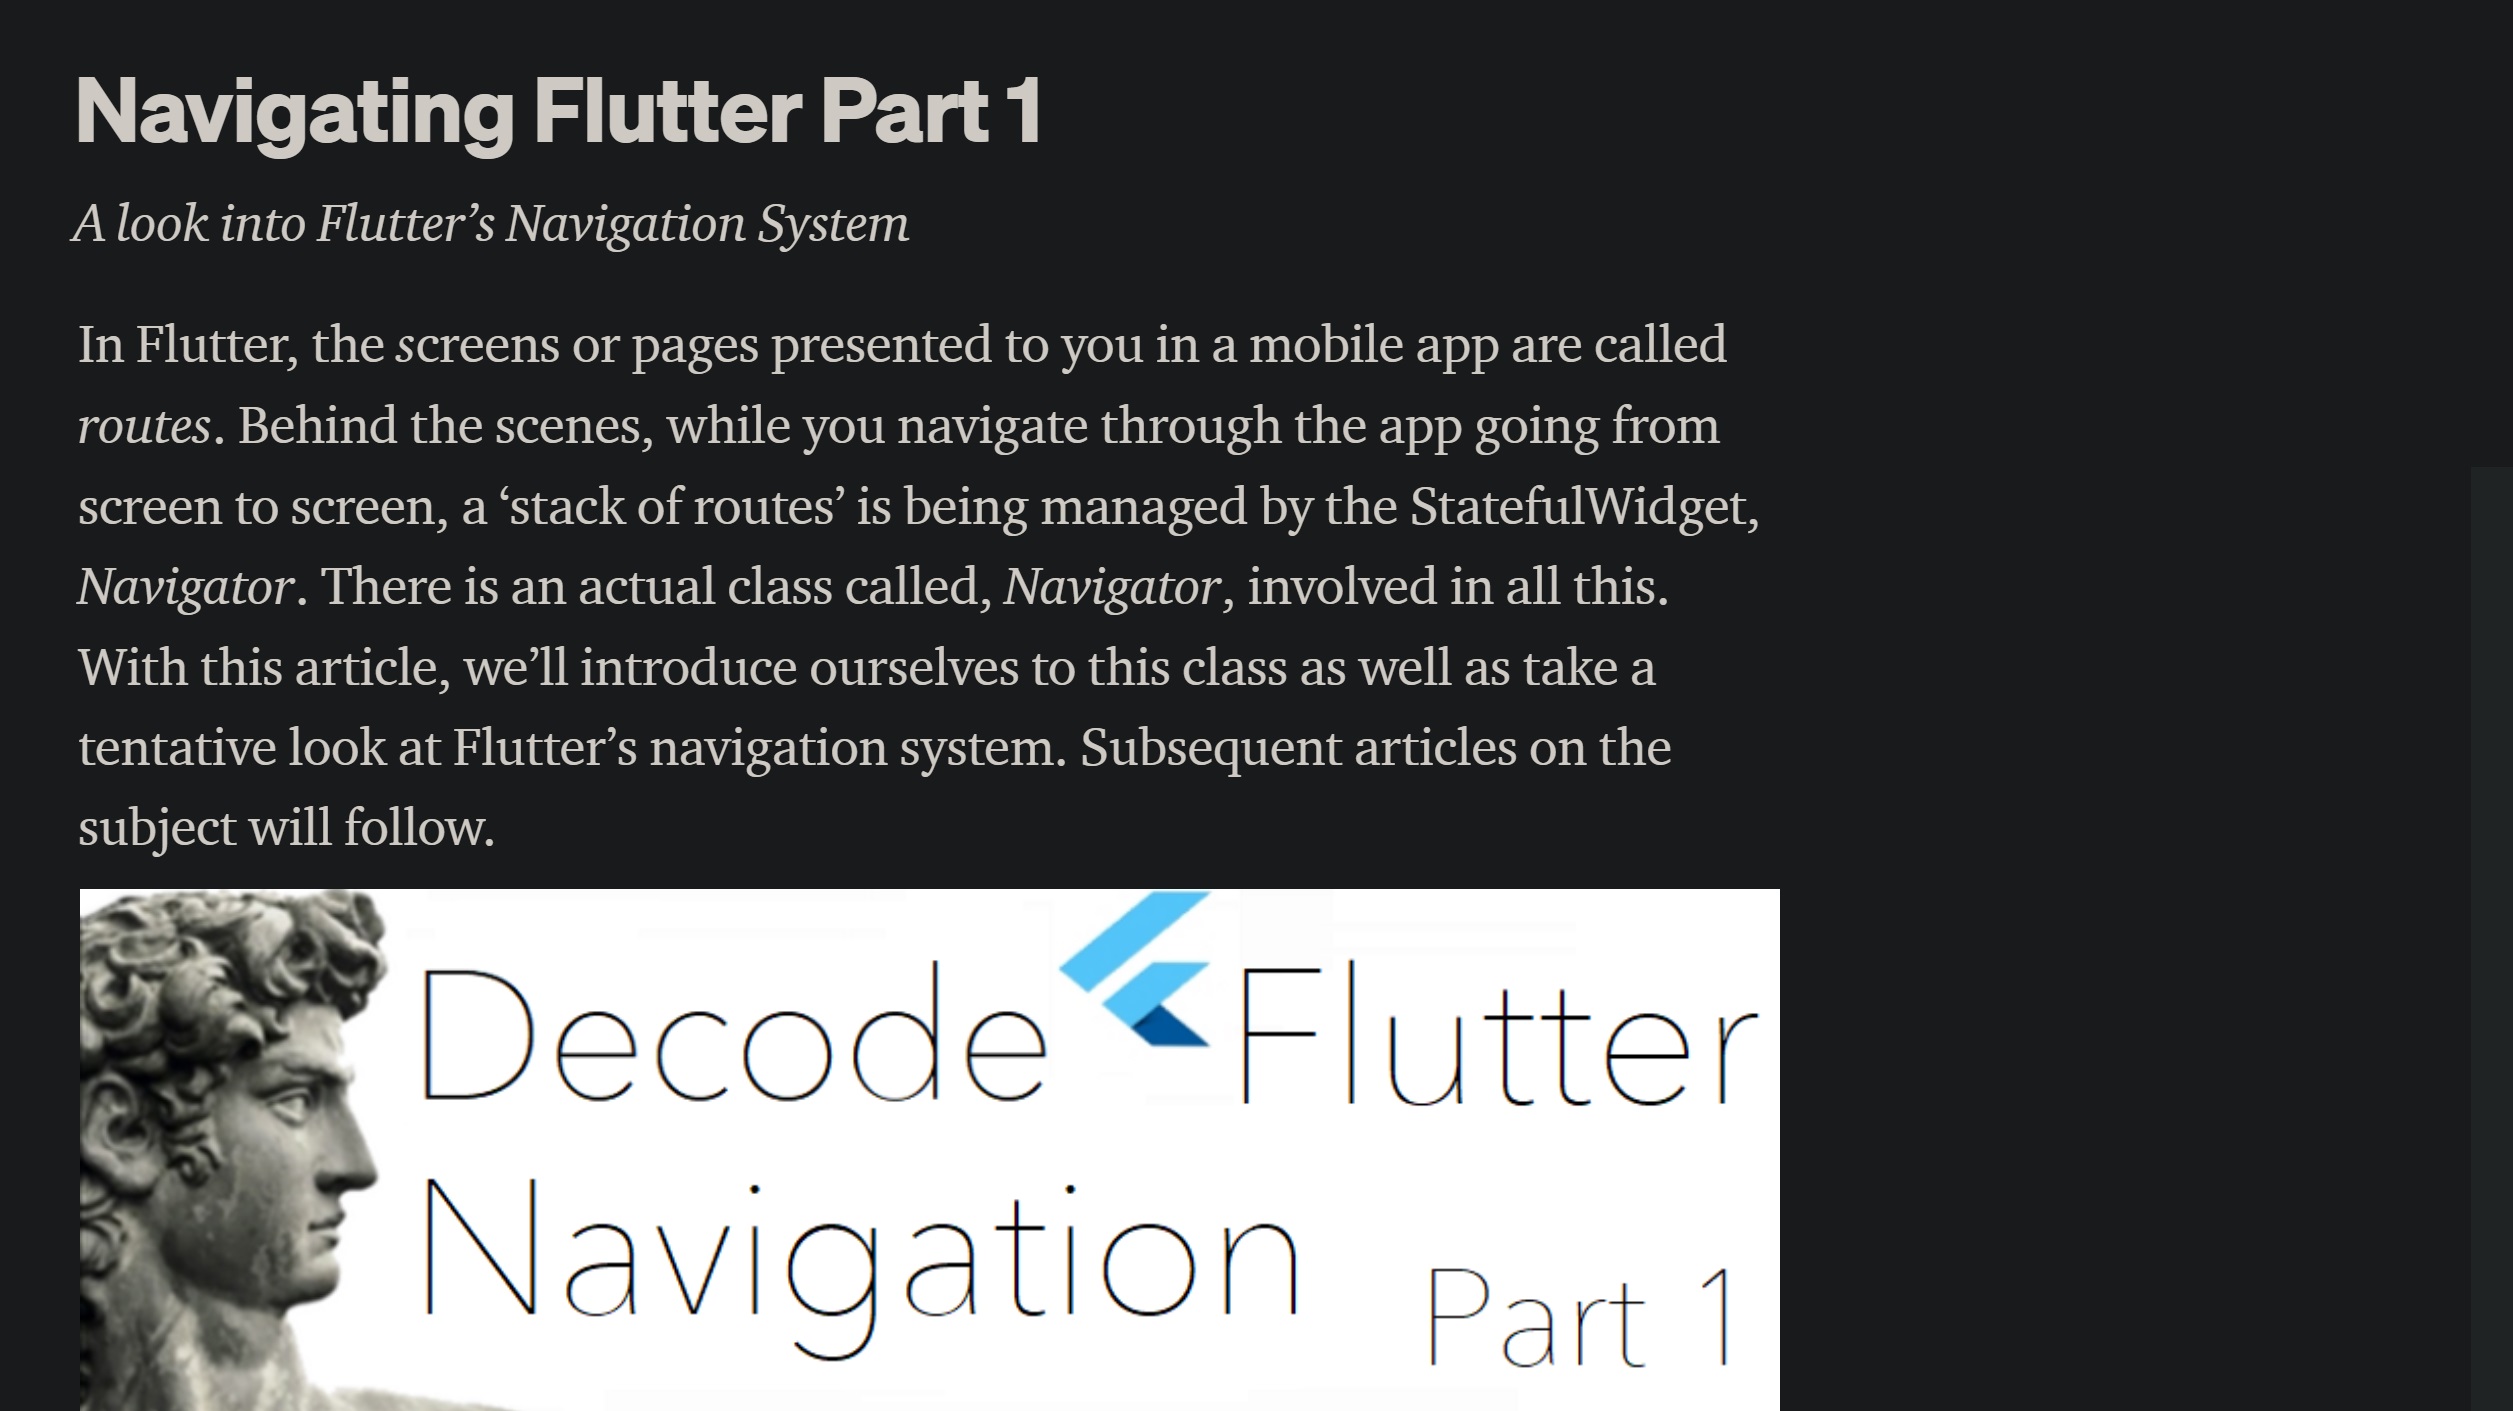 Navigating Flutter Part 1
A look into Flutter’s Navigation System
In Flutter, the screens or pages presented to you in a mobile app are called
routes. Behind the scenes, while you navigate through the app going from
screen to screen, a ‘stack of routes’ is being managed by the StatefulWidget,
Navigator. There is an actual class called, Navigator, involved in all this.
With this article, we’ll introduce ourselves to this class as well as take a
tentative look at Flutter’s navigation system. Subsequent articles on the
subject will follow.
Decode Flutter
Navigation
Part 1